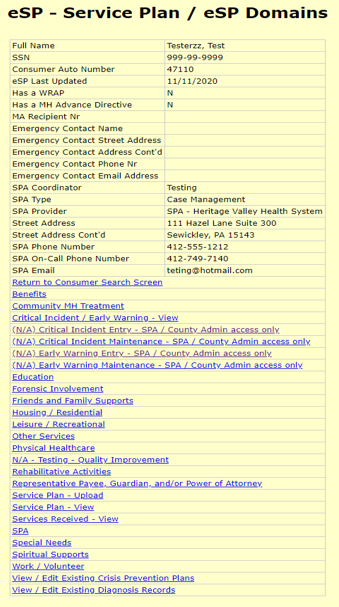 eSP - Service Plan / eSP Domains
Full Name Testerzz, Test
SSN 999-99-9999
Consumer Auto Number 47110
eSP Last Updated 11/11/2020
Has a WRAP N
Has a MH Advance Directive N
MA Recipient Nr
Emergency Contact Name
Emergency Contact Street Address
Emergency Contact Address Cont'd
Emergency Contact Phone Nr
Emergency Contact Email Address
SPA Coordinator Testing
SPA Type Case Management
SPA Provider SPA - Heritage Valley Health System
Street Address 111 Hazel Lane Suite 300
Street Address Cont'd Sewickley, PA 15143
SPA Phone Number 412-555-1212
SPA On-Call Phone Number 412-749-7140
SPA Email teting@hotmail.com
Return to Consumer Search Screen
Benefits
Community MH Treatment
Critical Incident / Early Warning - View
(N/A) Critical Incident Entry - SPA / County Admin access only
(N/A) Critical Incident Maintenance - SPA / County Admin access only
(N/A) Early Warning Entry - SPA / County Admin access only
(N/A) Early Warning Maintenance - SPA / County Admin access only
Education
Forensic Involvement
Friends and Family Supports
Housing / Residential
Leisure / Recreational
Other Services
Physical Healthcare
N/A - Testing - Quality Improvement
Rehabilitative Activities
Representative Payee, Guardian, and/or Power of Attorney
Service Plan - Upload
Service Plan - View
Services Received - View
SPA
Special Needs
Spiritual Supports
Work / Volunteer
View / Edit Existing Crisis Prevention Plans
View / Edit Existing Diagnosis Records